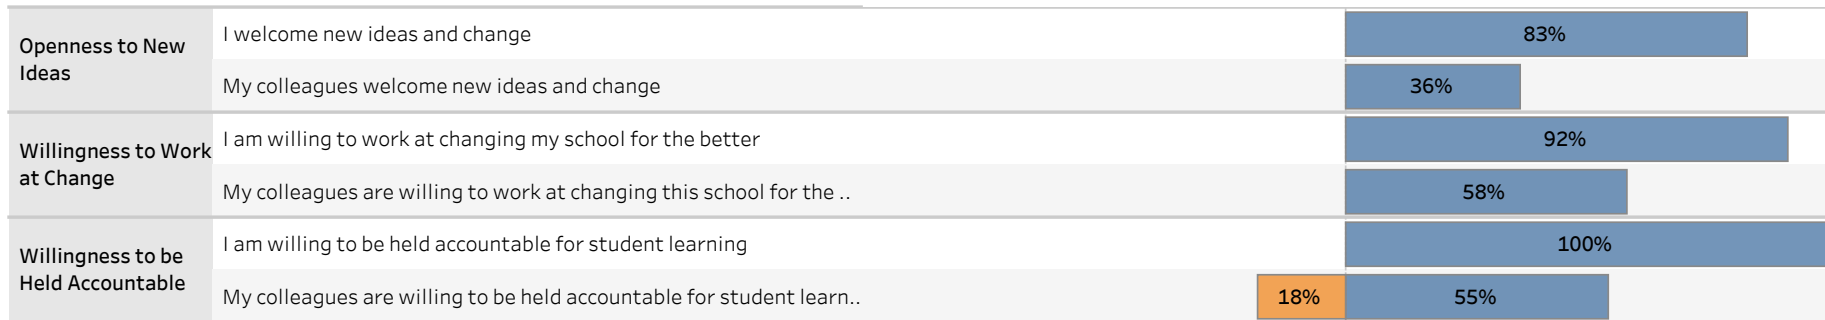 Openness to New
Ideas
I welcome new ideas and change
83%
My colleagues welcome new ideas and change
36%
Willingness to Work
at Change
I am willing to work at changing my school for the better
92%
My colleagues are willing to work at changing this school for the ..
58%
Willingness to be
Held Accountable
I am willing to be held accountable for student learning
100%
My colleagues are willing to be held accountable for student learn..
18%
55%